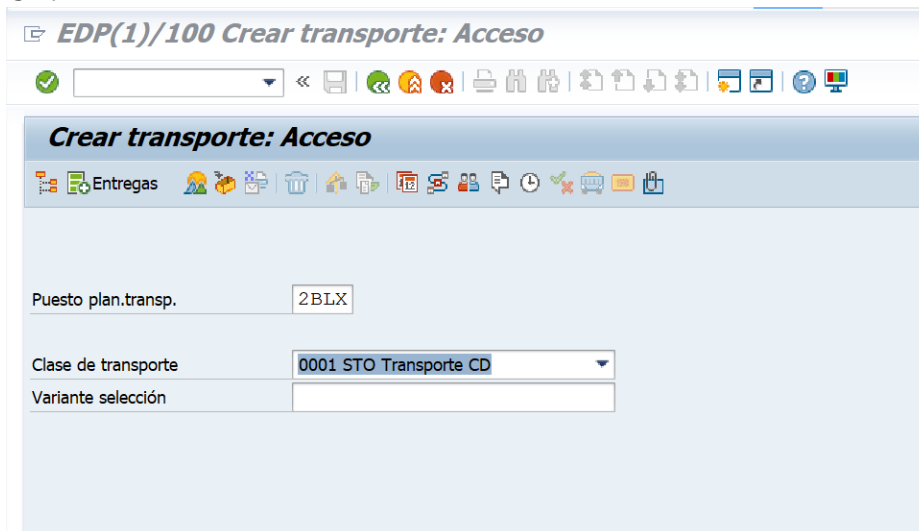 EDP(1)/100 Crear transporte: Acceso
Crear transporte: Acceso
Entregas
Puesto plan.transp. 2BLX
Clase de transporte 0001 STO Transporte CD
Variante selección